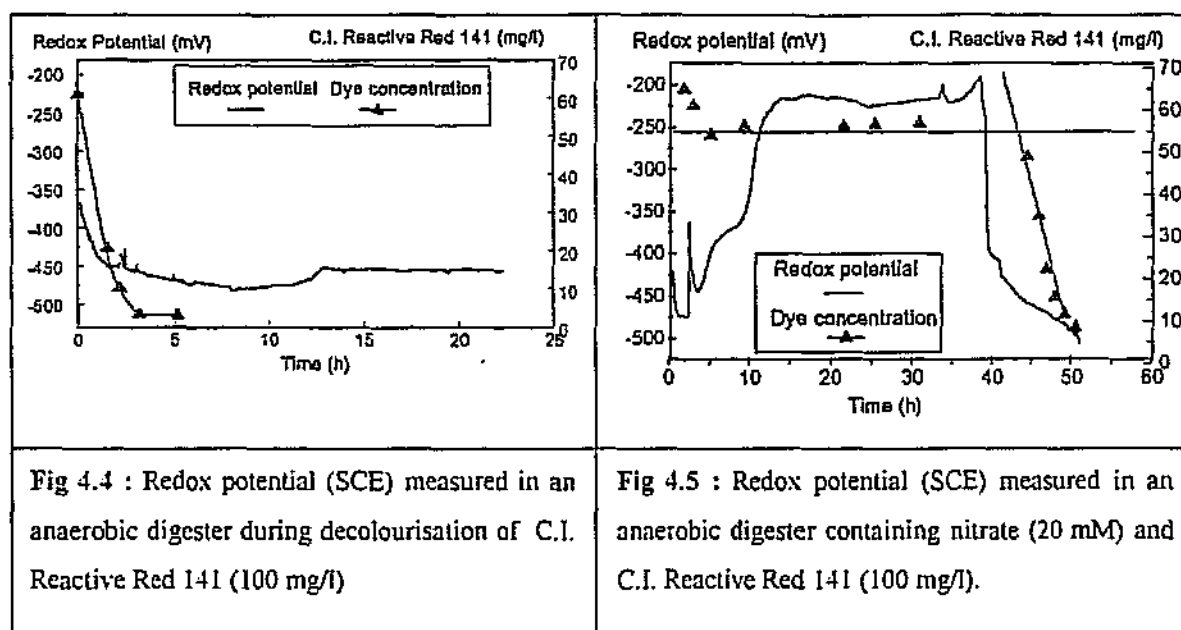 Redox Potential (mV)
C.I. Reactive Red 141 (mg/l)
-200
-250
-300
-350
-400
-450
-500
70
60
50
40
30
20
10
0
Redox potential
Dye concentration
0
5
10
15
20
25
Time (h)
Redox potential (mV)
C.I. Reactive Red 141 (mg/l)
-200
-250
-300
-350
-400
-450
-500
70
60
50
40
30
20
10
0
Redox potential
Dye concentration
0
10
20
30
40
50
60
Time (h)
Fig 4.4 : Redox potential (SCE) measured in an
anaerobic digester during decolourisation of C.I.
Reactive Red 141 (100 mg/l)
Fig 4.5 : Redox potential (SCE) measured in an
anaerobic digester containing nitrate (20 mM) and
C.I. Reactive Red 141 (100 mg/l).